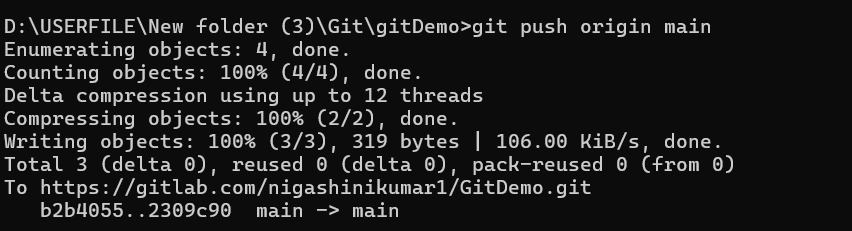 D:\USERFILE\New folder (3)\Git\gitDemo>git push origin main
Enumerating objects: 4, done.
Counting objects: 100% (4/4), done.
Delta compression using up to 12 threads
Compressing objects: 100% (2/2), done.
Writing objects: 100% (3/3), 319 bytes | 106.00 KiB/s, done.
Total 3 (delta 0), reused 0 (delta 0), pack-reused 0 (from 0)
To https://gitlab.com/nigashinikumar1/GitDemo.git
   b2b4055..2309c90  main -> main